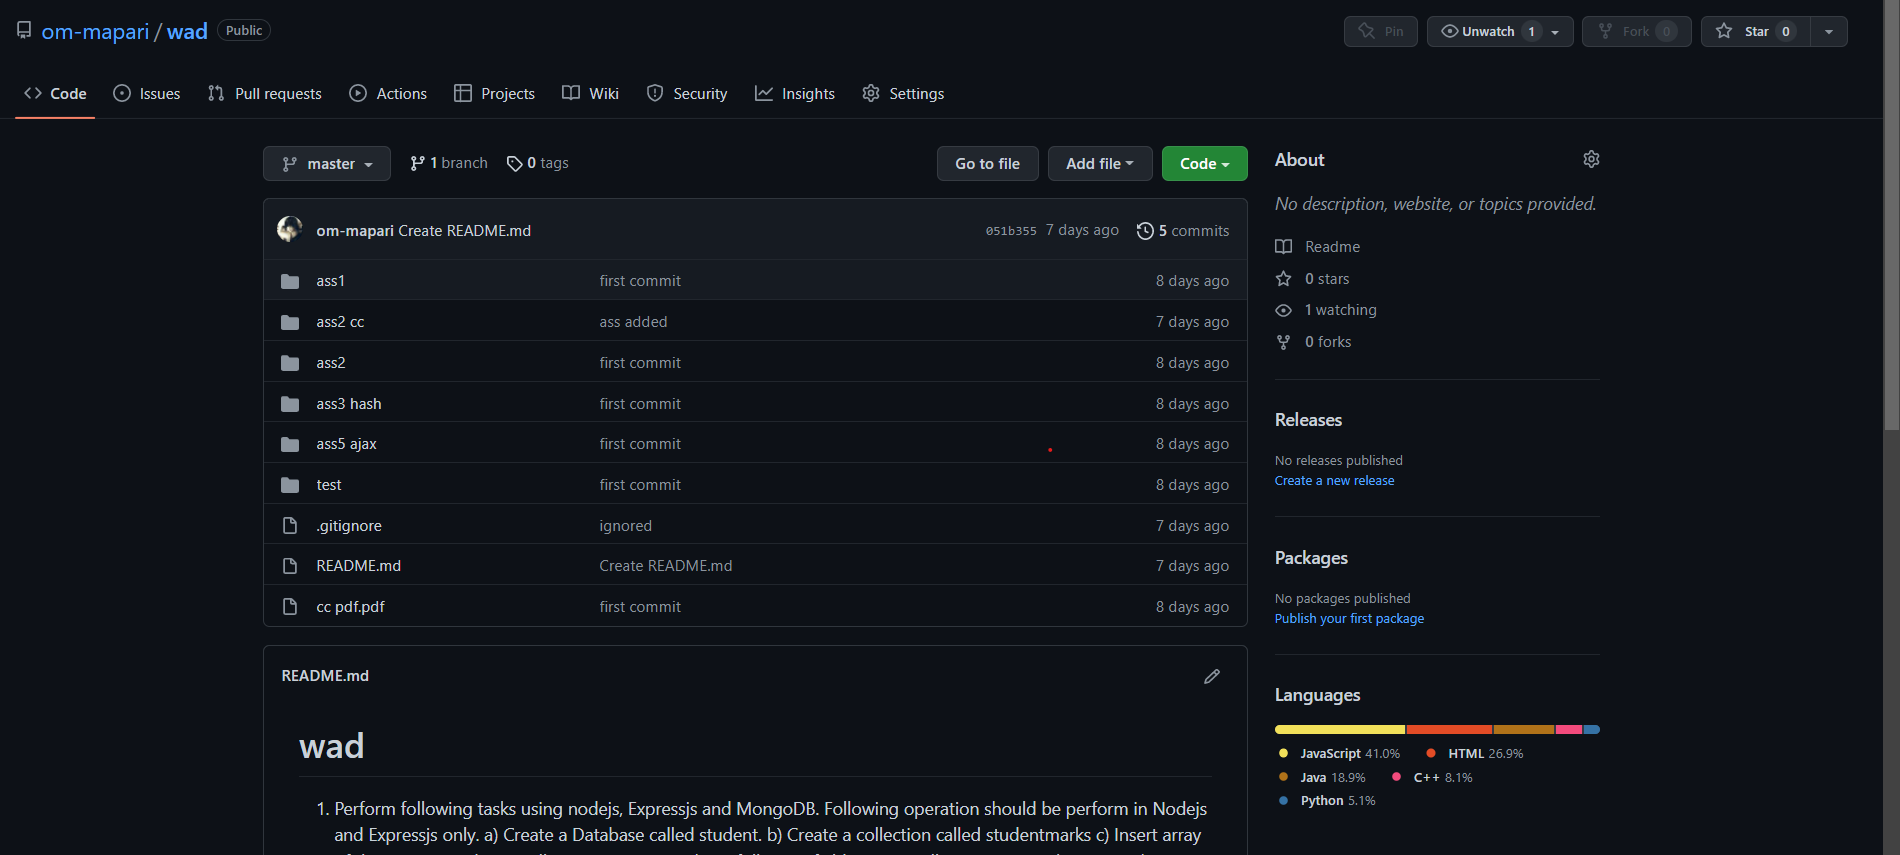 om-mapari / wad Public
Pin Unwatch 1 Fork 0 Star 0
Code Issues Pull requests Actions Projects Wiki Security Insights Settings
master 1 branch 0 tags Go to file Add file Code
om-mapari Create README.md 051b355 7 days ago 5 commits
ass1 first commit 8 days ago
ass2 cc ass added 7 days ago
ass2 first commit 8 days ago
ass3 hash first commit 8 days ago
ass5 ajax first commit 8 days ago
test first commit 8 days ago
.gitignore ignored 7 days ago
README.md Create README.md 7 days ago
cc pdf.pdf first commit 8 days ago
README.md
wad
1. Perform following tasks using nodejs, Expressjs and MongoDB. Following operation should be perform in Nodejs
and Expressjs only. a) Create a Database called student. b) Create a collection called studentmarks c) Insert array
About
No description, website, or topics provided.
Readme
0 stars
1 watching
0 forks
Releases
No releases published
Create a new release
Packages
No packages published
Publish your first package
Languages
JavaScript 41.0% HTML 26.9%
Java 18.9% C++ 8.1%
Python 5.1%